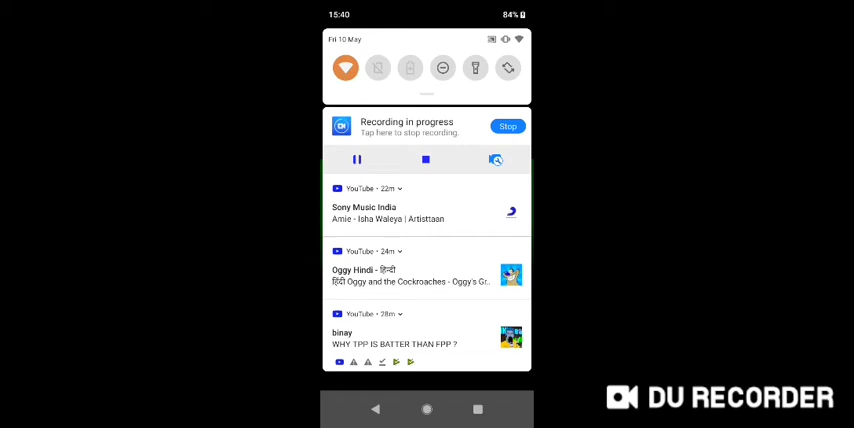 15:40
84%
Fri 10 May
Recording in progress
Tap here to stop recording.
Stop
YouTube • 22m
Sony Music India
Amie - Isha Waleya | Artisttaan
YouTube • 24m
Oggy Hindi - हिन्दी
हिंदी Oggy and the Cockroaches - Oggy's Gr..
YouTube • 28m
binay
WHY TPP IS BATTER THAN FPP ?
DU RECORDER